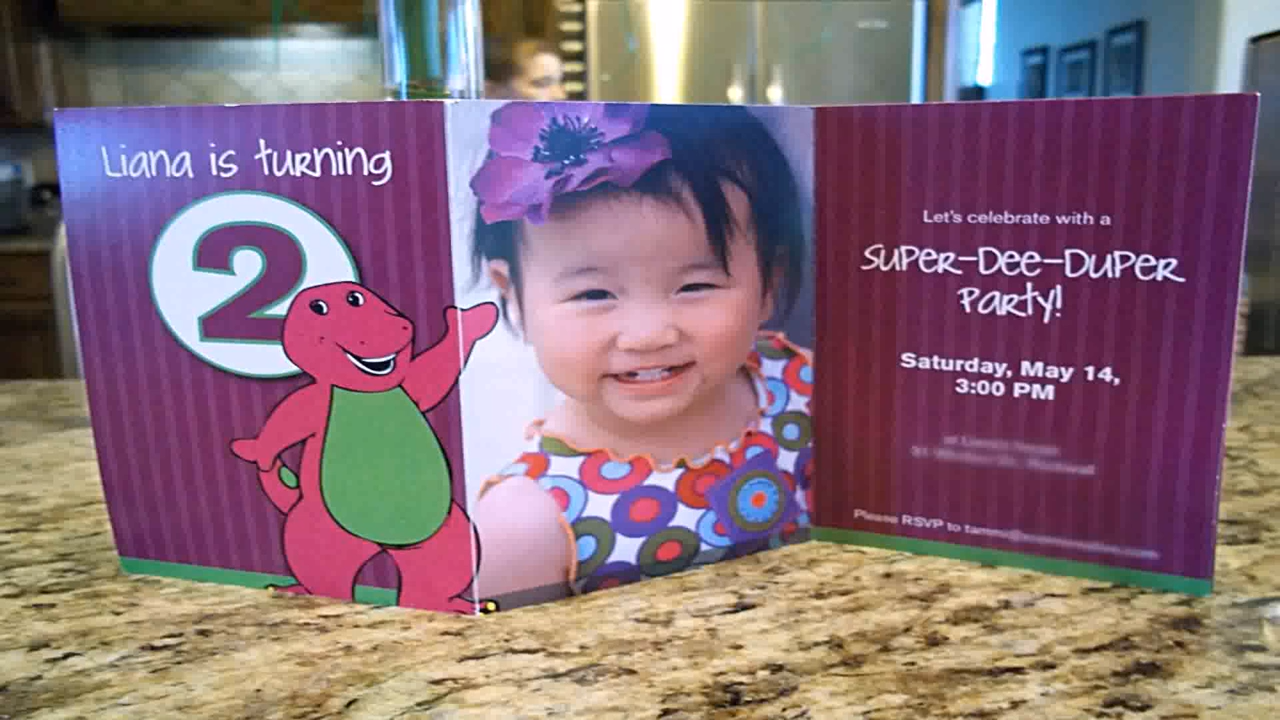 Liana is turning
2
Let's celebrate with a
SUPER-DEE-DUPER
Party!
Saturday, May 14,
3:00 PM
Please RSVP to